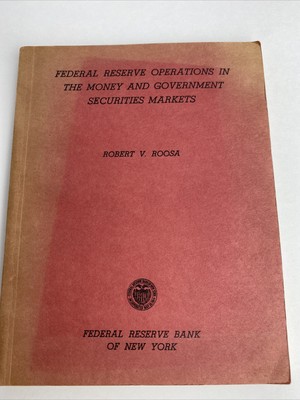 FEDERAL RESERVE OPERATIONS IN
THE MONEY AND GOVERNMENT
SECURITIES MARKETS
ROBERT V. ROOSA
FEDERAL RESERVE BANK
OF NEW YORK